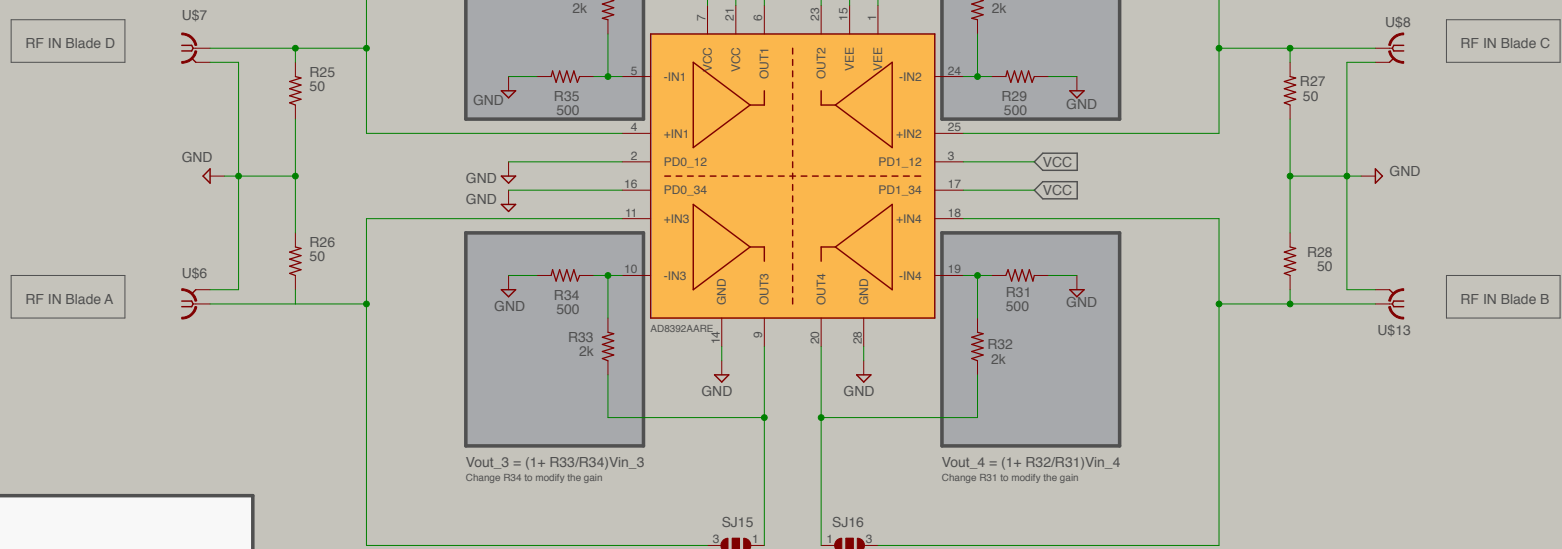 U$7
RF IN Blade D
R25
50
GND
R26
50
U$6
RF IN Blade A
2k
GND
R35
500
5
4
2
GND
16
GND
11
10
GND
R34
500
R33
2k
7
21
6
23
15
1
VCC
VCC
OUT1
OUT2
VEE
VEE
-IN1
-IN2
+IN1
+IN2
PD0_12
PD1_12
PD0_34
PD1_34
+IN3
+IN4
-IN3
-IN4
GND
OUT3
OUT4
GND
AD8392AARE
14
9
20
28
GND
GND
2k
24
R29
500
GND
25
3
VCC
17
VCC
18
19
R31
500
GND
R32
2k
U$8
RF IN Blade C
R27
50
GND
R28
50
RF IN Blade B
U$13
Vout_3 = (1+ R33/R34)Vin_3
Change R34 to modify the gain
Vout_4 = (1+ R32/R31)Vin_4
Change R31 to modify the gain
SJ15
3
1
SJ16
1
3